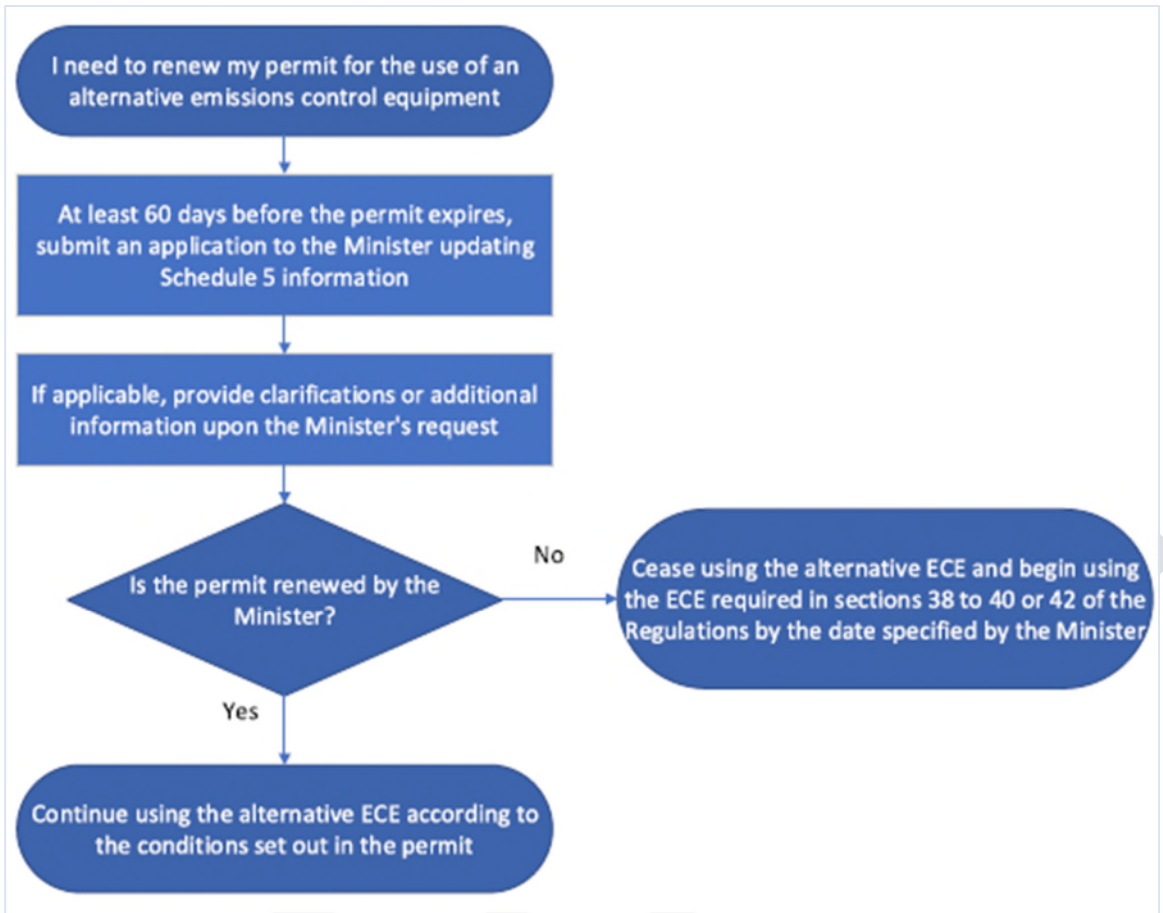 I need to renew my permit for the use of an
alternative emissions control equipment
At least 60 days before the permit expires,
submit an application to the Minister updating
Schedule 5 information
If applicable, provide clarifications or additional
information upon the Minister's request
Is the permit renewed by the
Minister?
No
Cease using the alternative ECE and begin using
the ECE required in sections 38 to 40 or 42 of the
Regulations by the date specified by the Minister
Yes
Continue using the alternative ECE according to
the conditions set out in the permit